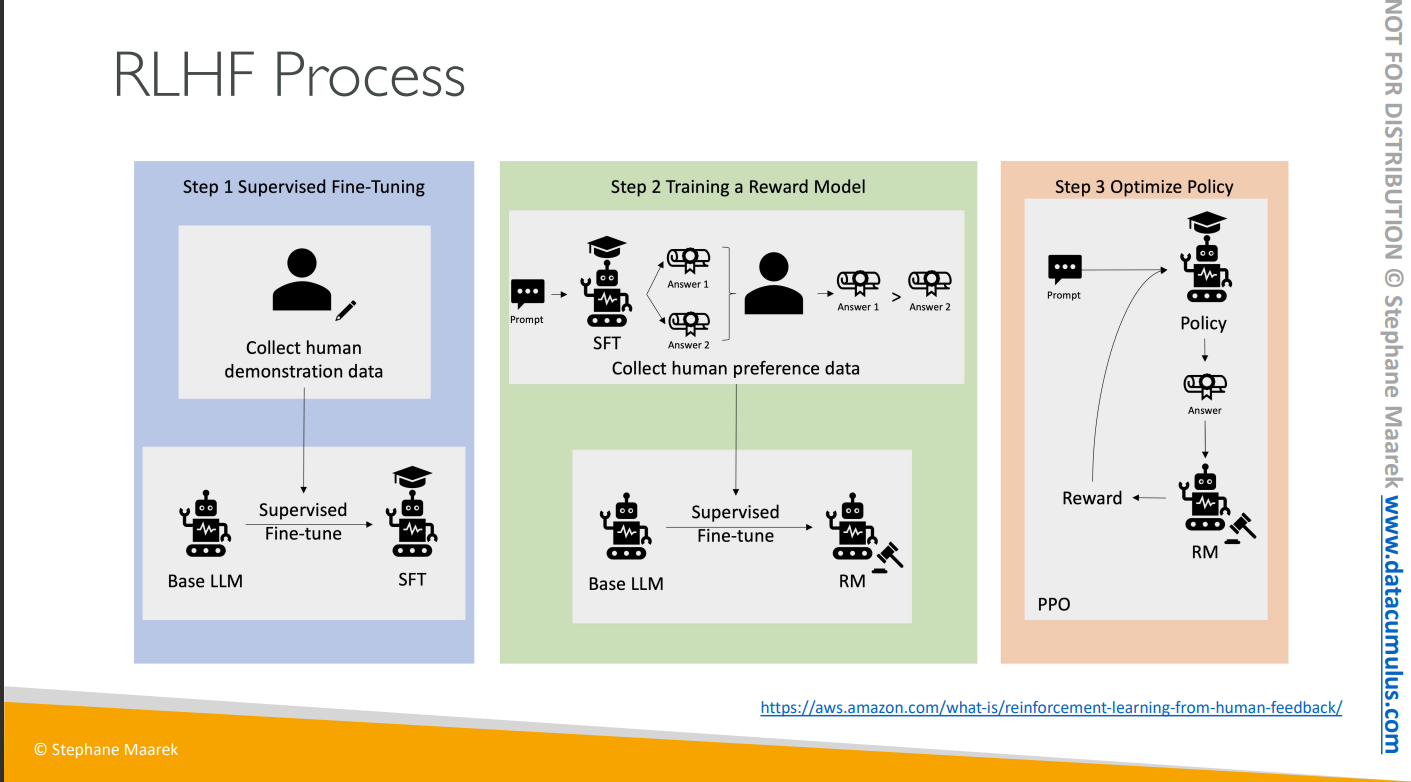 RLHF Process
Step 1 Supervised Fine-Tuning
Collect human
demonstration data
Supervised
Fine-tune
Base LLM
SFT
Step 2 Training a Reward Model
Prompt
SFT
Answer 1
Answer 2
Answer 1
>
Answer 2
Collect human preference data
Supervised
Fine-tune
Base LLM
RM
Step 3 Optimize Policy
Prompt
Policy
Answer
Reward
RM
PPO
https://aws.amazon.com/what-is/reinforcement-learning-from-human-feedback/
© Stephane Maarek
NOT FOR DISTRIBUTION © Stephane Maarek www.datacumulus.com